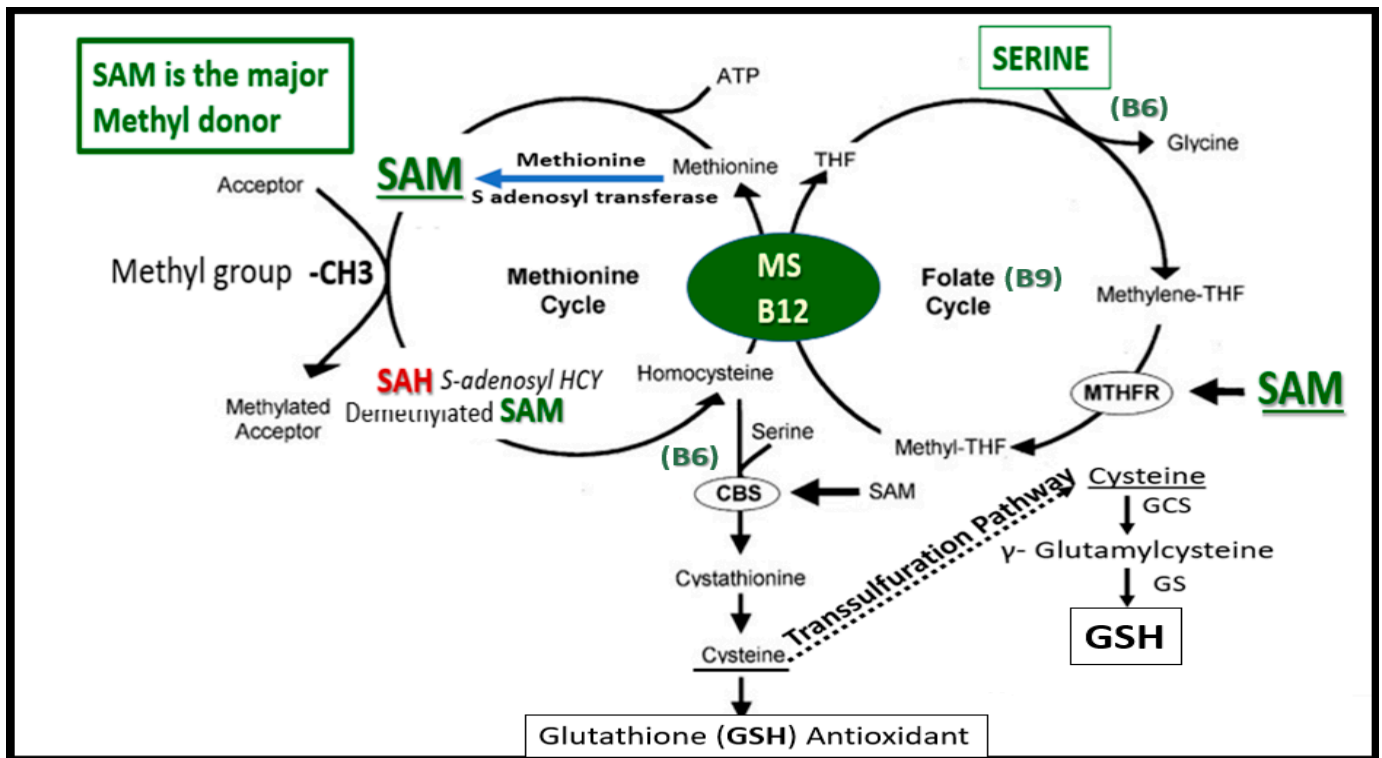 SAM is the major
Methyl donor
ATP
SERINE
(B6)
Glycine
Acceptor
SAM
Methionine
S adenosyl transferase
Methionine
THF
Methyl group -CH3
Methionine
Cycle
MS
B12
Folate (B9)
Cycle
Methylene-THF
SAH S-adenosyl HCY
Demethylated SAM
Homocysteine
MTHFR
SAM
Methylated
Acceptor
Serine
(B6)
Methyl-THF
CBS
SAM
Cysteine
GCS
γ- Glutamylcysteine
GS
GSH
Transsulfuration Pathway
Cystathionine
Cysteine
Glutathione (GSH) Antioxidant